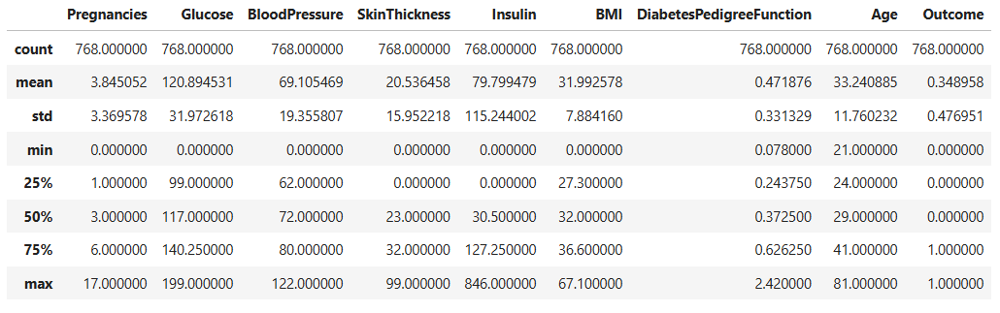 Pregnancies Glucose BloodPressure SkinThickness Insulin BMI DiabetesPedigreeFunction Age Outcome
count 768.000000 768.000000 768.000000 768.000000 768.000000 768.000000 768.000000 768.000000 768.000000
mean 3.845052 120.894531 69.105469 20.536458 79.799479 31.992578 0.471876 33.240885 0.348958
std 3.369578 31.972618 19.355807 15.952218 115.244002 7.884160 0.331329 11.760232 0.476951
min 0.000000 0.000000 0.000000 0.000000 0.000000 0.000000 0.078000 21.000000 0.000000
25% 1.000000 99.000000 62.000000 0.000000 0.000000 27.300000 0.243750 24.000000 0.000000
50% 3.000000 117.000000 72.000000 23.000000 30.500000 32.000000 0.372500 29.000000 0.000000
75% 6.000000 140.250000 80.000000 32.000000 127.250000 36.600000 0.626250 41.000000 1.000000
max 17.000000 199.000000 122.000000 99.000000 846.000000 67.100000 2.420000 81.000000 1.000000